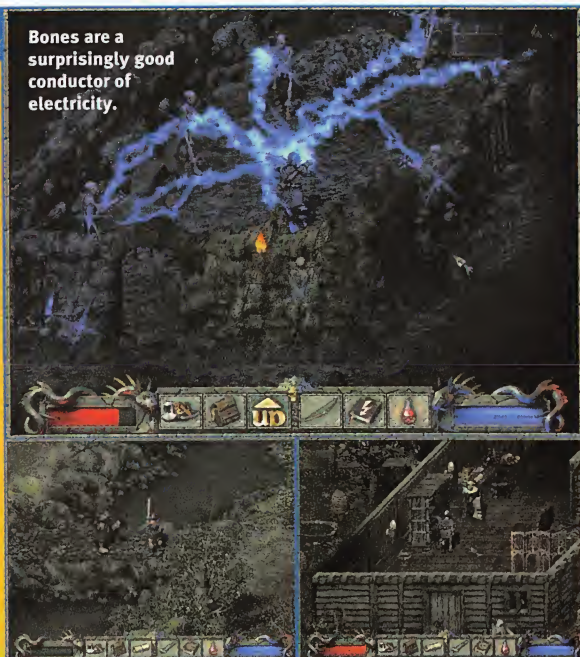 Bones are a
surprisingly good
conductor of
electricity.
UP